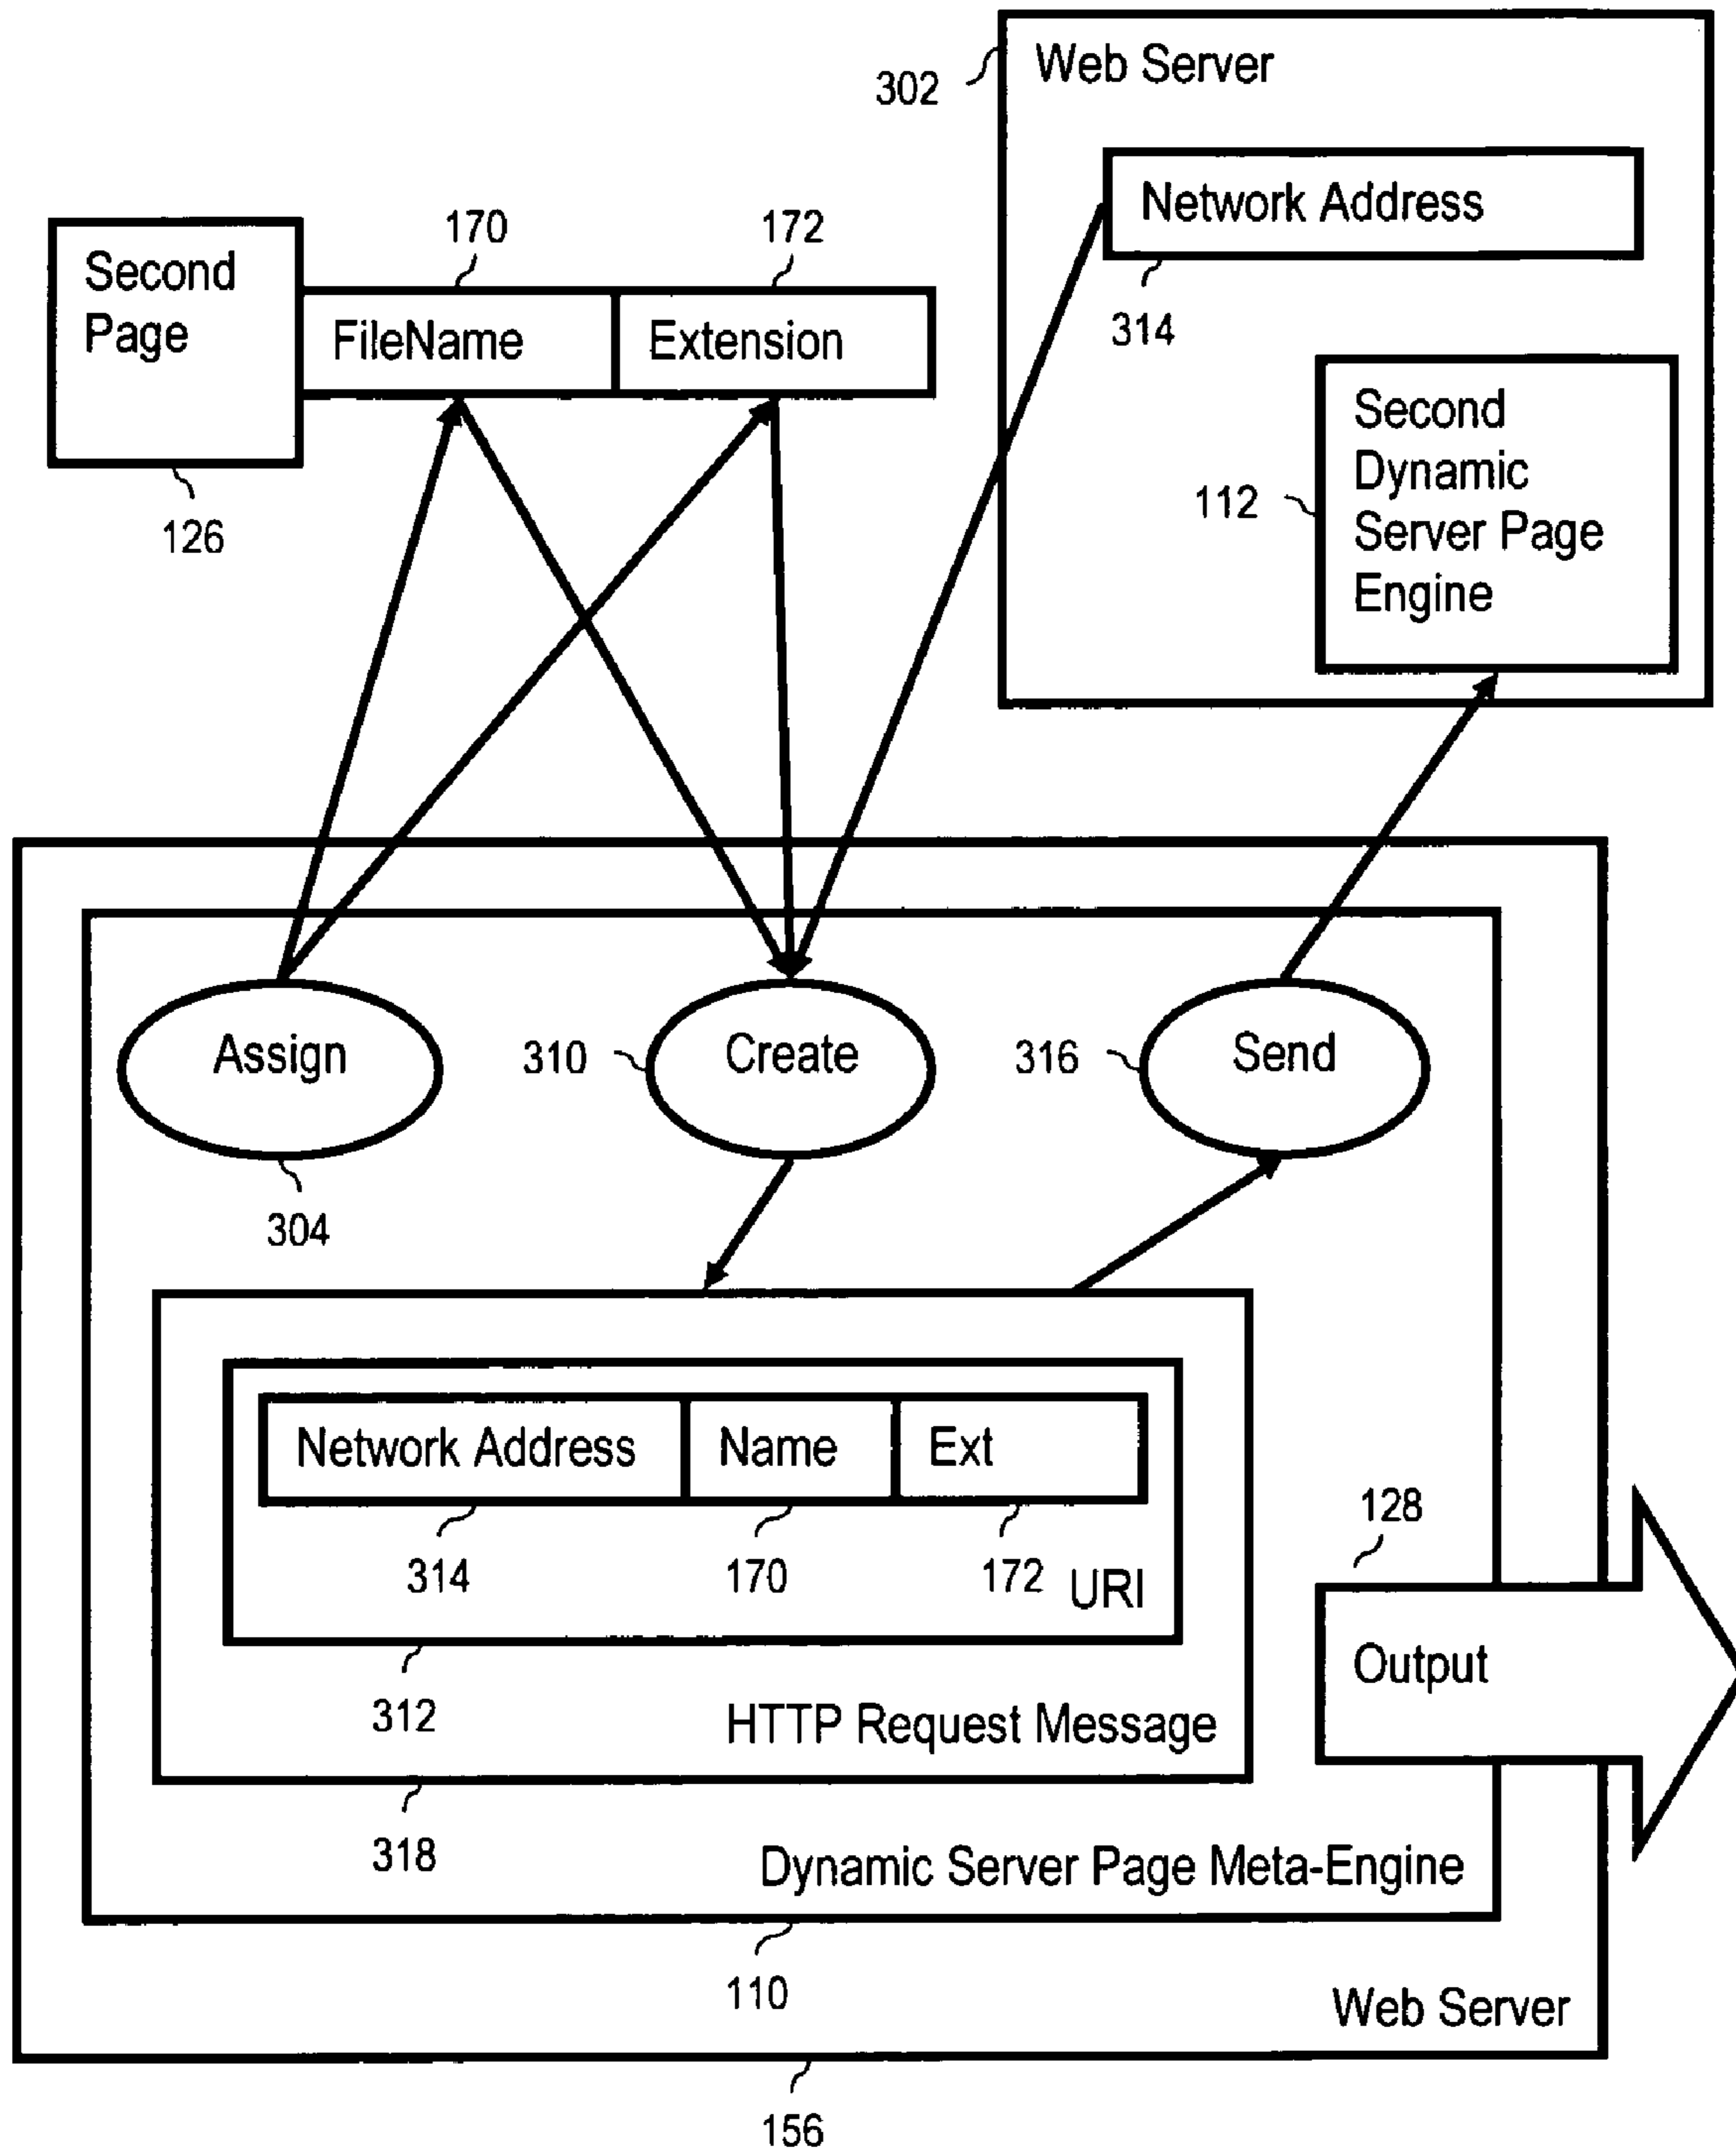 Web Server
302
Network Address
314
170
172
Second
Page
FileName
Extension
126
Second
Dynamic
Server Page
Engine
112
Assign
310
Create
316
Send
304
Network Address
Name
Ext
314
170
172
URI
312
HTTP Request Message
318
128
Output
Dynamic Server Page Meta-Engine
110
Web Server
156